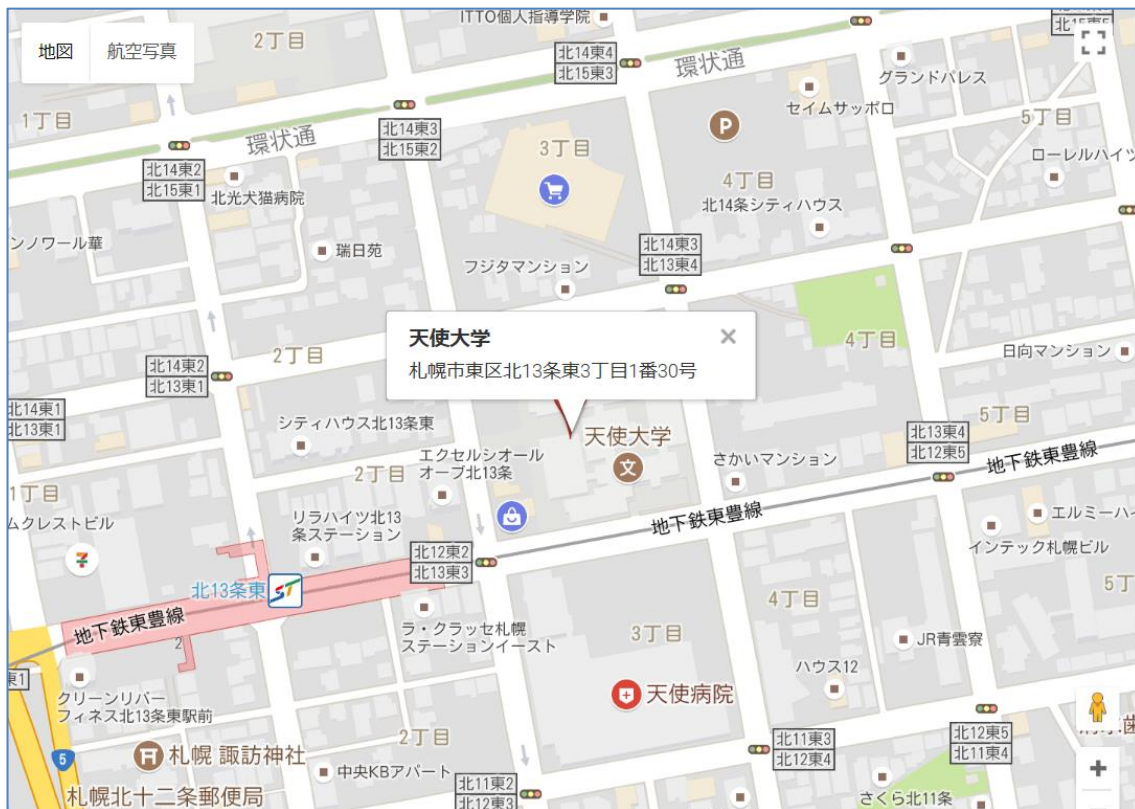 地図
航空写真
ITTO個人指導学院
2丁目
北14東4
北15東3
環状通
グランドパレス
セイムサッポロ
1丁目
環状通
北14東3
北15東2
3丁目
P
5丁目
ローレルハイツ
北14東2
北15東1
北光犬猫病院
4丁目
北14条シティハウス
ンノワール華
瑞日苑
フジタマンション
北14東3
北13東4
天使大学
札幌市東区北13条東3丁目1番30号
2丁目
4丁目
日向マンション
北14東2
北13東1
北14東1
北13東1
シティハウス北13条東
天使大学
文
北13東4
北12東5
5丁目
地下鉄東豊線
エクセルシオール
オーブ北13条
さかいマンション
2丁目
1丁目
ムクレストビル
リラハイツ北13
条ステーション
地下鉄東豊線
エルミーハイ
インテック札幌ビル
7
北12東2
北13東3
北13条東
ST
地下鉄東豊線
2
ラ・クラッセ札幌
ステーションイースト
3丁目
4丁目
5丁
JR青雲寮
東1
クリーンリバー
フィネス北13条東駅前
天使病院
ハウス12
5
札幌 諏訪神社
2丁目
北11東3
北12東4
北12東5
北11東4
中央KBアパート
北11東2
北12東3
札幌北十二条郵便局
さくら北11条
+